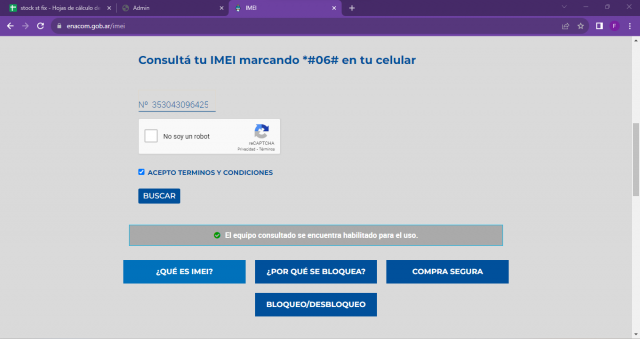 stock st fix - Hojas de cálculo de
Admin
IMEI
enacom.gob.ar/imei
F
Consultá tu IMEI marcando *#06# en tu celular
Nº 353043096425
No soy un robot
reCAPTCHA
Privacidad - Términos
ACEPTO TERMINOS Y CONDICIONES
BUSCAR
El equipo consultado se encuentra habilitado para el uso.
¿QUÉ ES IMEI?
¿POR QUÉ SE BLOQUEA?
COMPRA SEGURA
BLOQUEO/DESBLOQUEO